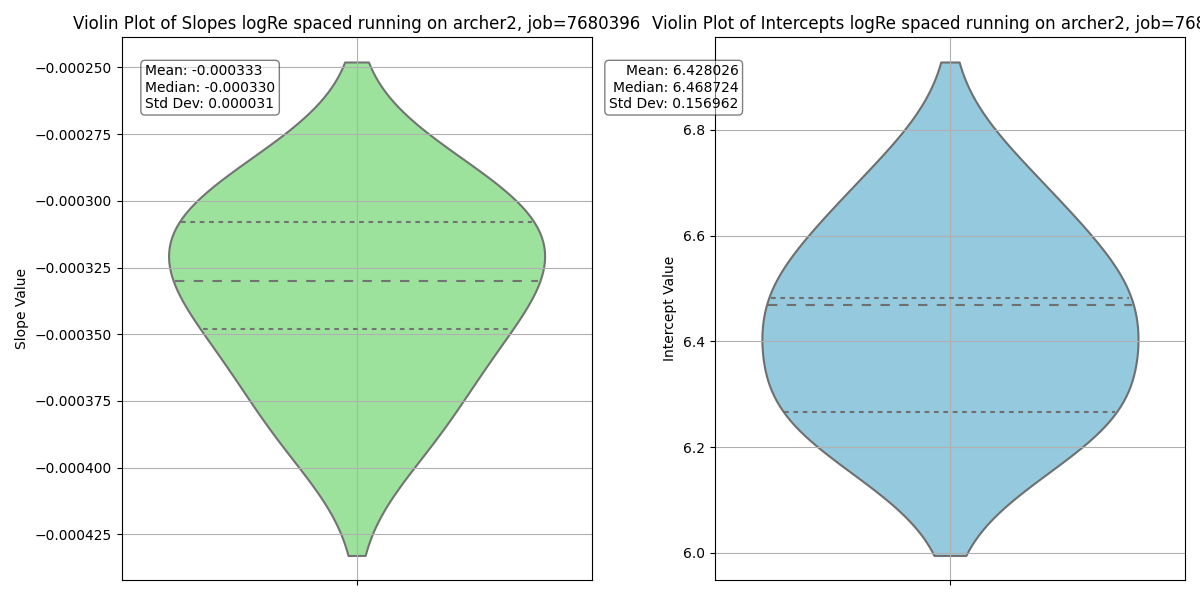 Violin Plot of Slopes logRe spaced running on archer2, job=7680396
Slope Value
−0.000250
−0.000275
−0.000300
−0.000325
−0.000350
−0.000375
−0.000400
−0.000425
Mean: -0.000333
Median: -0.000330
Std Dev: 0.000031
Violin Plot of Intercepts logRe spaced running on archer2, job=768
Intercept Value
6.8
6.6
6.4
6.2
6.0
Mean: 6.428026
Median: 6.468724
Std Dev: 0.156962